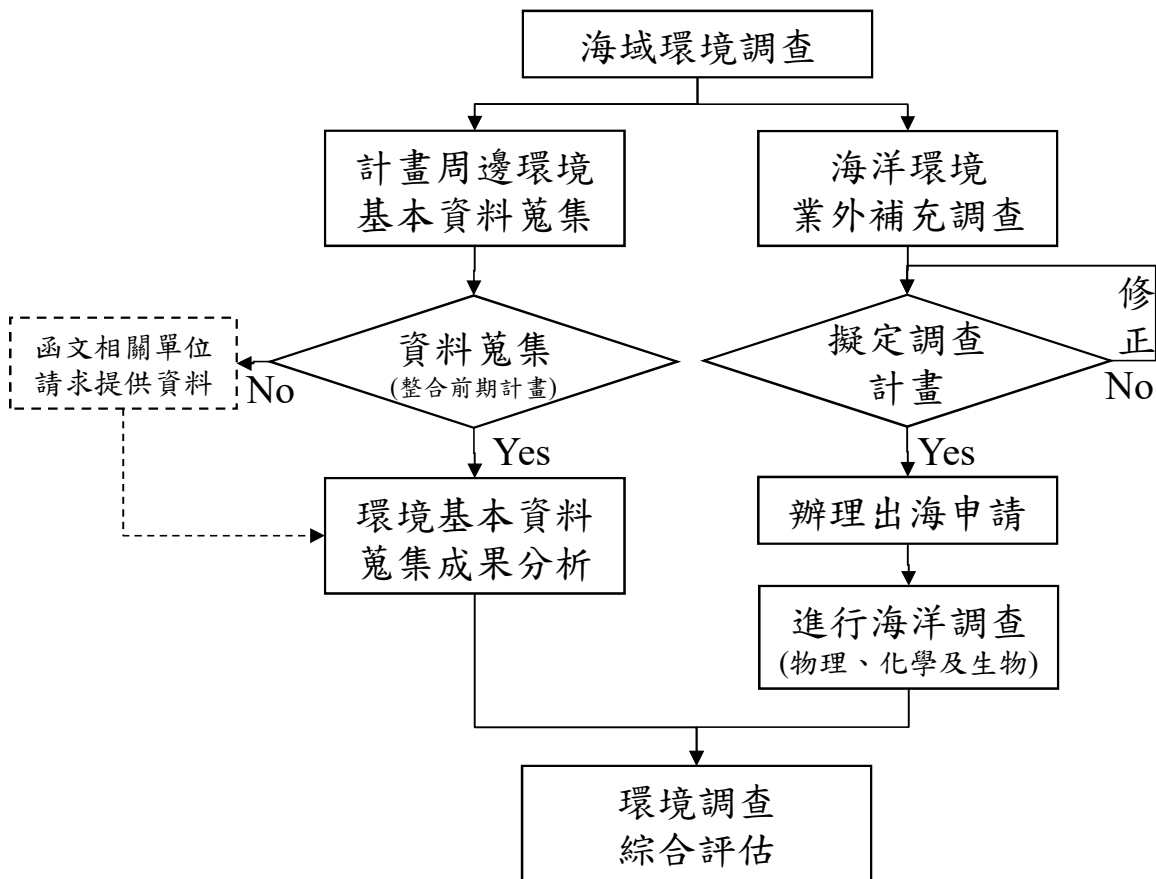 海域環境調查
計畫周邊環境
基本資料蒐集
海洋環境
業外補充調查
修
正
函文相關單位
請求提供資料
No
資料蒐集
(整合前期計畫)
擬定調查
計畫
No
Yes
Yes
環境基本資料
蒐集成果分析
辦理出海申請
進行海洋調查
(物理、化學及生物)
環境調查
綜合評估